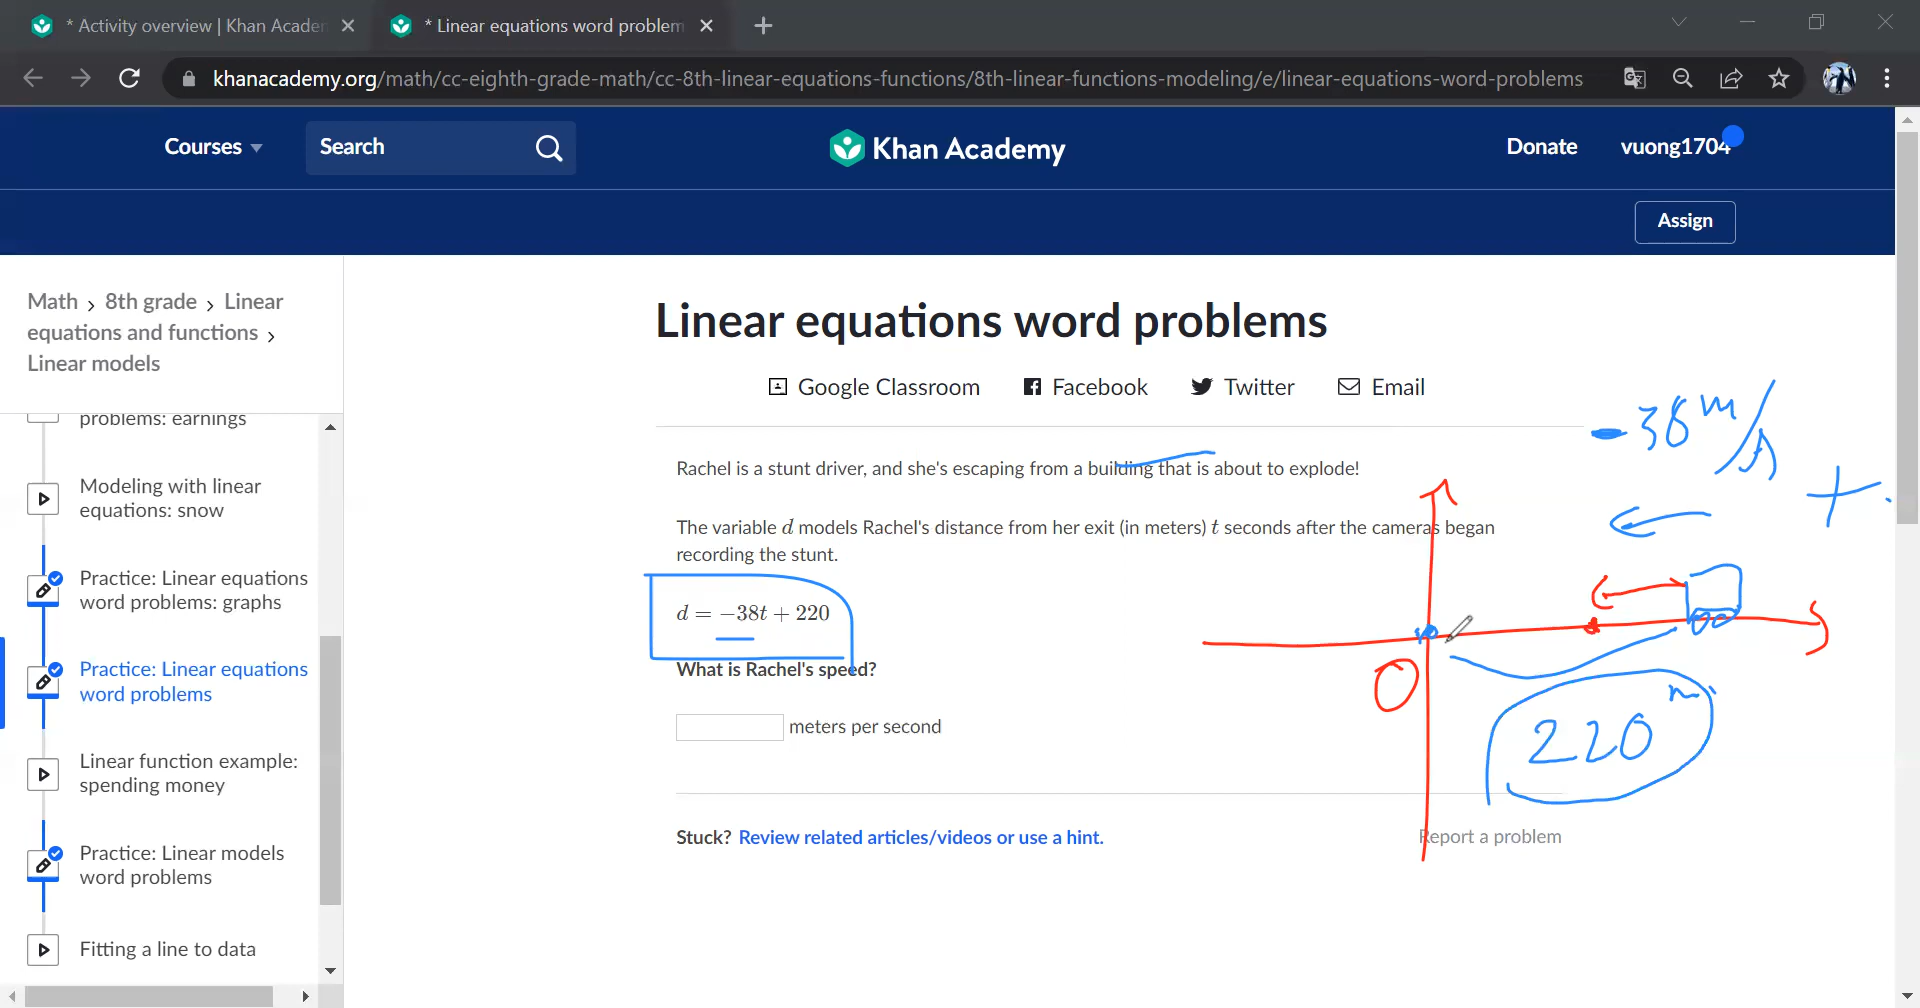 * Activity overview | Khan Acader
* Linear equations word problem
khanacademy.org/math/cc-eighth-grade-math/cc-8th-linear-equations-functions/8th-linear-functions-modeling/e/linear-equations-word-problems
Courses
Search
Khan Academy
Donate
vuong1704
Assign
Math > 8th grade > Linear
equations and functions >
Linear models
problems: earnings
Modeling with linear
equations: snow
Practice: Linear equations
word problems: graphs
Practice: Linear equations
word problems
Linear function example:
spending money
Practice: Linear models
word problems
Fitting a line to data
Linear equations word problems
Google Classroom
Facebook
Twitter
Email
Rachel is a stunt driver, and she's escaping from a building that is about to explode!
The variable d models Rachel's distance from her exit (in meters) t seconds after the cameras began
recording the stunt.
d = −38t + 220
What is Rachel's speed?
meters per second
Stuck? Review related articles/videos or use a hint.
Report a problem
-38 m/s
+
O
220 m